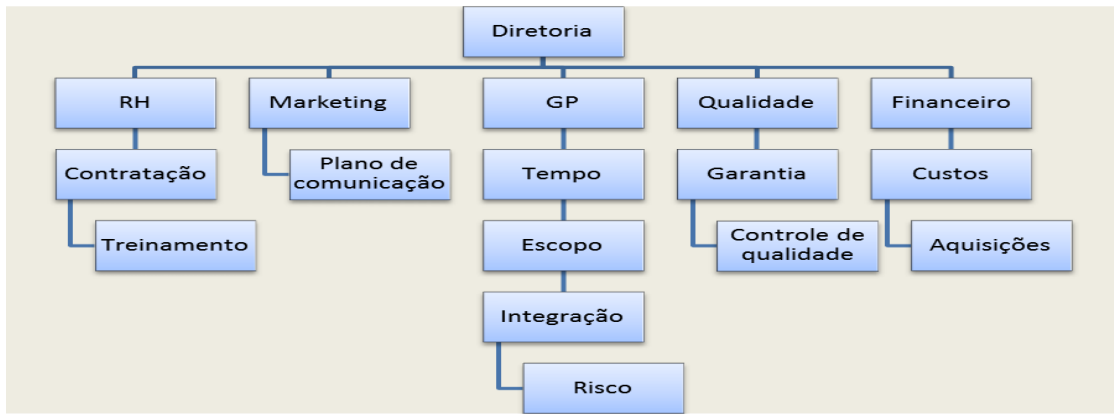 Diretoria
RH
Marketing
GP
Qualidade
Financeiro
Contratação
Plano de
comunicação
Tempo
Garantia
Custos
Treinamento
Escopo
Controle de
qualidade
Aquisições
Integração
Risco